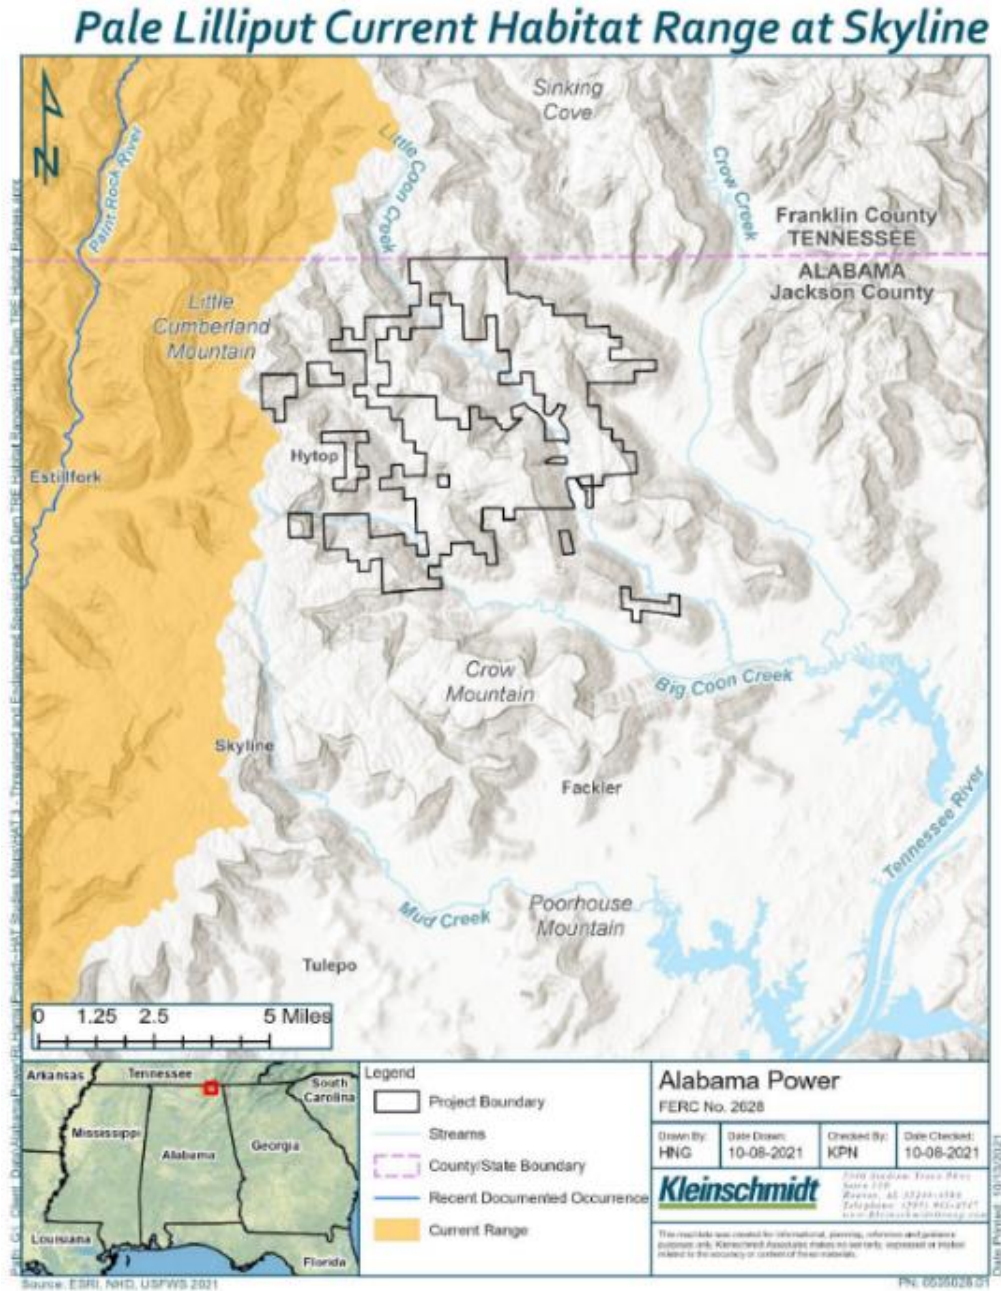 Pale Lilliput Current Habitat Range at Skyline
N
Sinking
Cove
Paint Rock River
Little Coon Creek
Crow Creek
Franklin County
TENNESSEE
ALABAMA
Jackson County
Little
Cumberland
Mountain
Hytop
Estillfork
Crow
Mountain
Big Coon Creek
Skyline
Fackler
Tennessee River
Mud Creek
Poorhouse
Mountain
Tulepo
0 1.25 2.5 5 Miles
Arkansas
Tennessee
South
Carolina
Mississippi
Alabama
Georgia
Louisiana
Florida
Legend
Project Boundary
Streams
County/State Boundary
Recent Documented Occurrence
Current Range
Alabama Power
FERC No. 2628
Drawn By: Date Drawn: Checked By: Date Checked:
HNG 10-08-2021 KPN 10-08-2021
Kleinschmidt
Source: ESRI, NHD, USFWS 2021
PN: 0535028.01